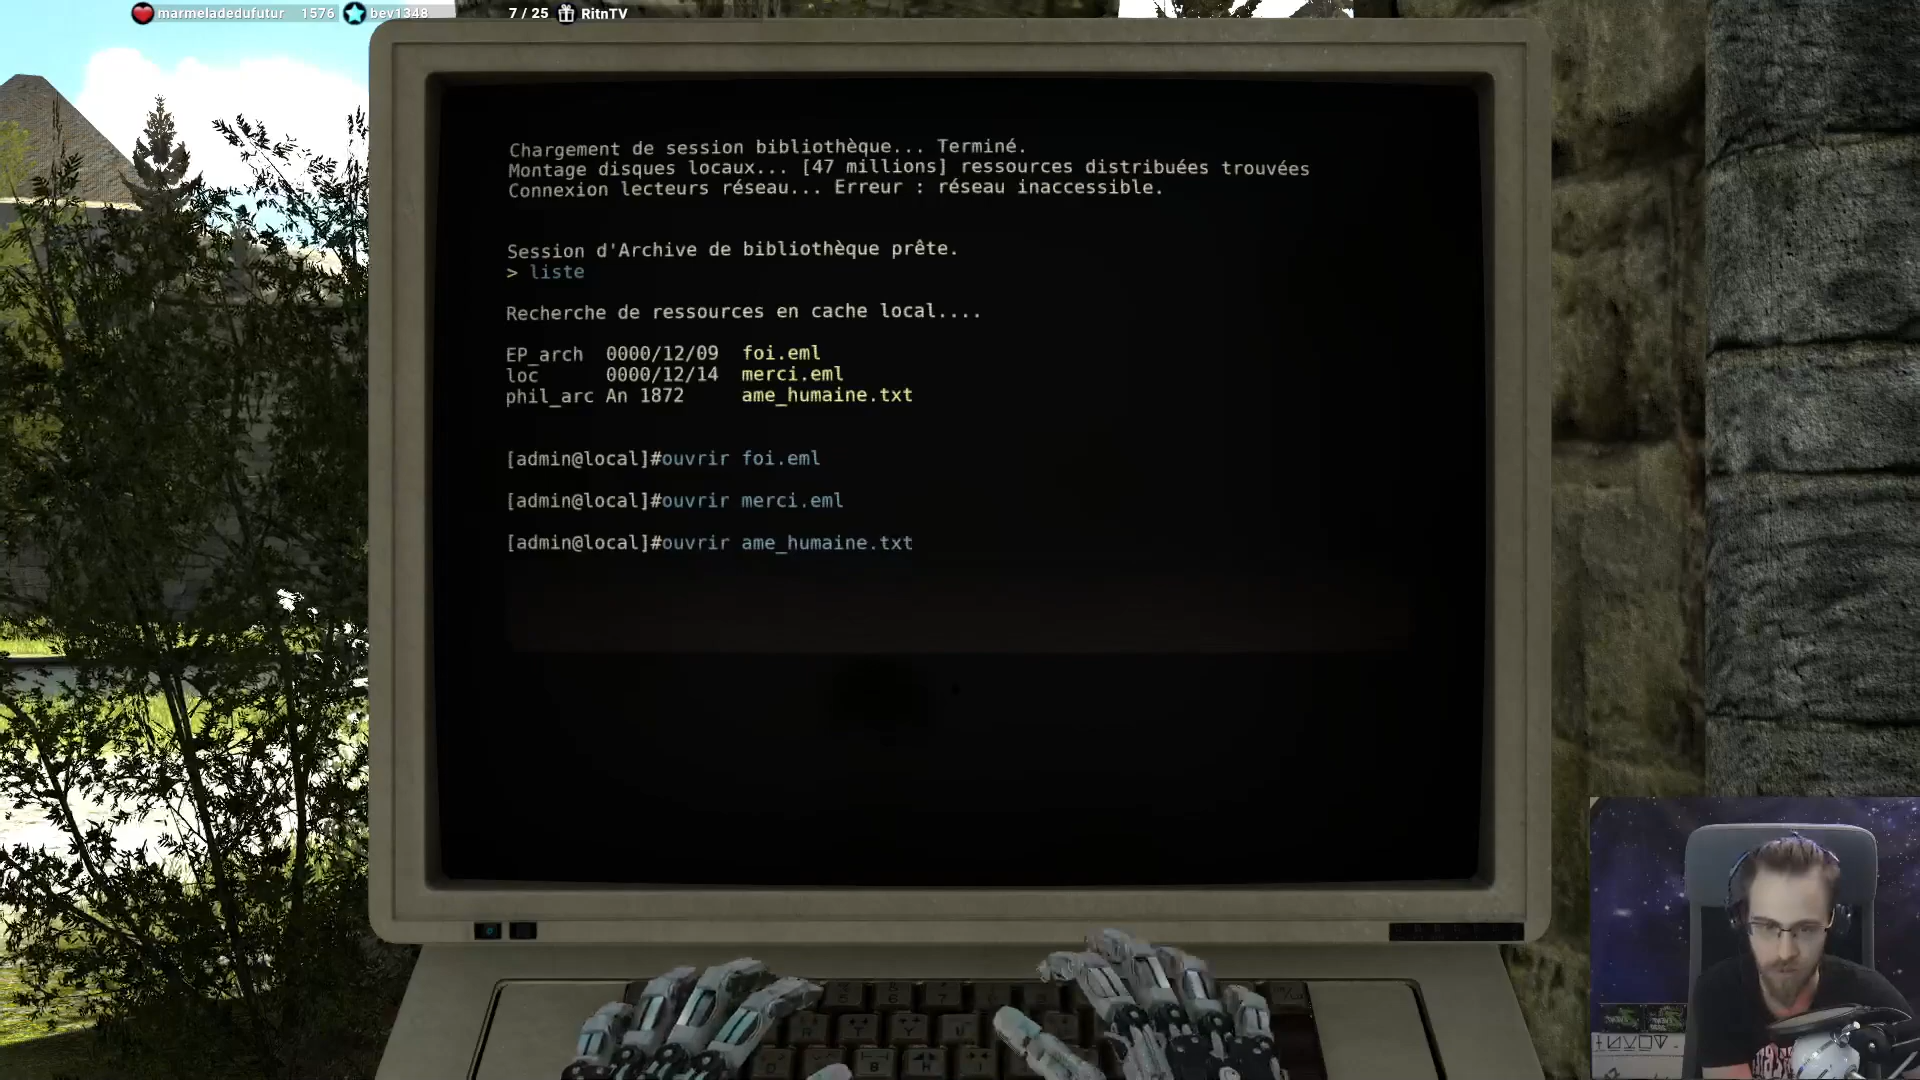 marmeladedufutur 1576 bev1348 7 / 25 RitnTV
Chargement de session bibliothèque... Terminé.
Montage disques locaux... [47 millions] ressources distribuées trouvées
Connexion lecteurs réseau... Erreur : réseau inaccessible.
Session d'Archive de bibliothèque prête.
> liste
Recherche de ressources en cache local....
EP_arch 0000/12/09 foi.eml
loc 0000/12/14 merci.eml
phil_arc An 1872 ame_humaine.txt
[admin@local]#ouvrir foi.eml
[admin@local]#ouvrir merci.eml
[admin@local]#ouvrir ame_humaine.txt